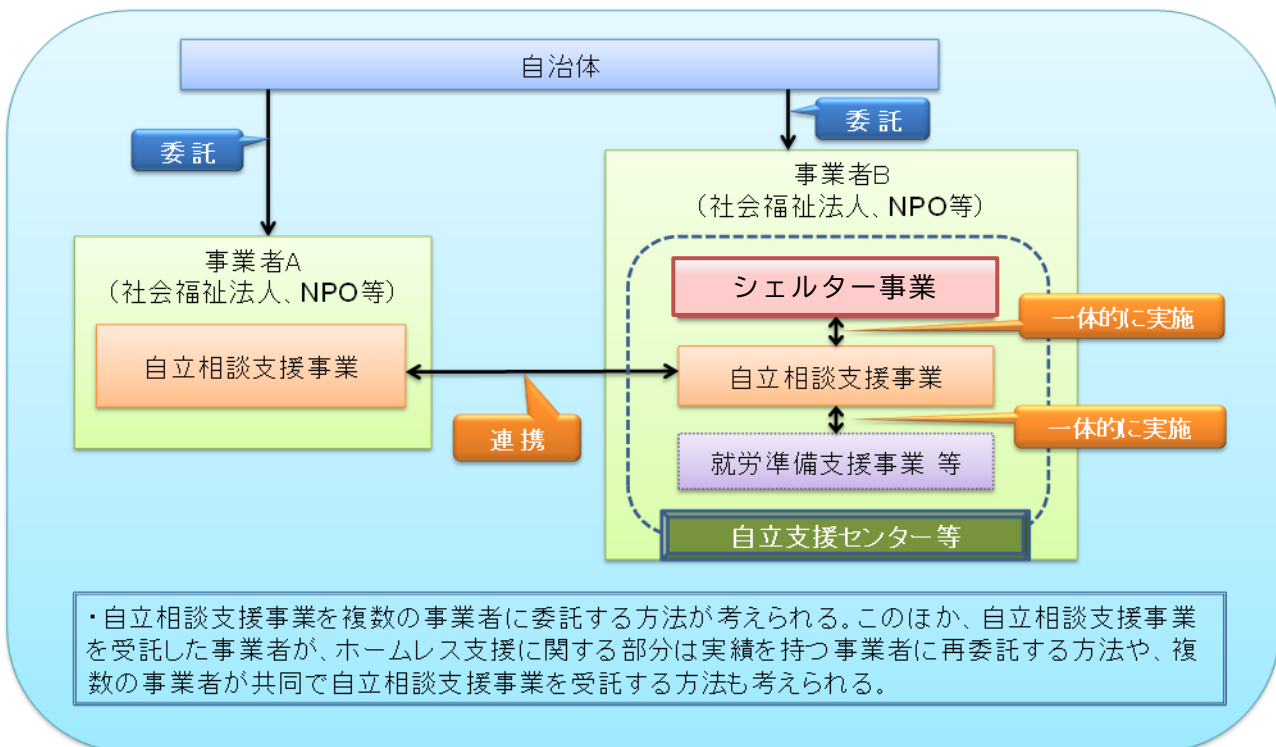 自治体
委託
委託
事業者B
（社会福祉法人、NPO等）
事業者A
（社会福祉法人、NPO等）
シェルター事業
一体的に実施
自立相談支援事業
自立相談支援事業
連携
一体的に実施
就労準備支援事業 等
自立支援センター等
・自立相談支援事業を複数の事業者に委託する方法が考えられる。このほか、自立相談支援事業
を受託した事業者が、ホームレス支援に関する部分は実績を持つ事業者に再委託する方法や、複
数の事業者が共同で自立相談支援事業を受託する方法も考えられる。